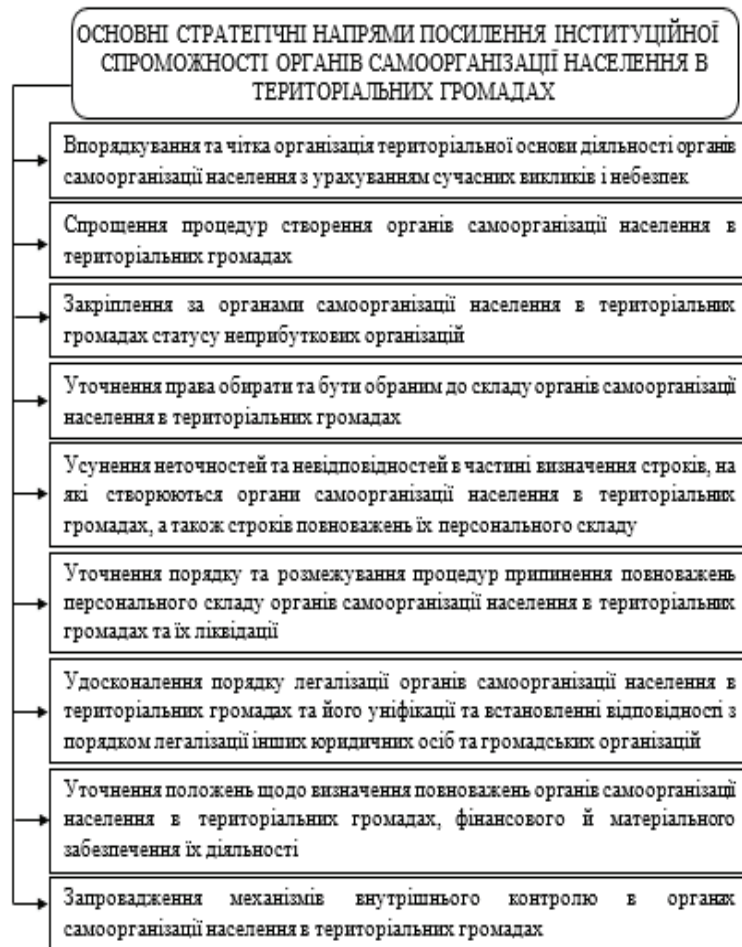 ОСНОВНІ СТРАТЕГІЧНІ НАПРЯМИ ПОСИЛЕННЯ ІНСТИТУЦІЙНОЇ
СПРОМОЖНОСТІ ОРГАНІВ САМООРГАНІЗАЦІЇ НАСЕЛЕННЯ В
ТЕРИТОРІАЛЬНИХ ГРОМАДАХ
Впорядкування та чітка організація територіальної основи діяльності органів
самоорганізації населення з урахуванням сучасних викликів і небезпек
Спрощення процедур створення органів самоорганізації населення в
територіальних громадах
Закріплення за органами самоорганізації населення в територіальних
громадах статусу неприбуткових організацій
Уточнення права обирати та бути обраним до складу органів самоорганізації
населення в територіальних громадах
Усунення неточностей та невідповідностей в частині визначення строків, на
які створюються органи самоорганізації населення в територіальних
громадах, а також строків повноважень їх персонального складу
Уточнення порядку та розмежування процедур припинення повноважень
персонального складу органів самоорганізації населення в територіальних
громадах та їх ліквідації
Удосконалення порядку легалізації органів самоорганізації населення в
територіальних громадах та його уніфікації та встановленні відповідності з
порядком легалізації інших юридичних осіб та громадських організацій
Уточнення положень щодо визначення повноважень органів самоорганізації
населення в територіальних громадах, фінансового й матеріального
забезпечення їх діяльності
Запровадження механізмів внутрішнього контролю в органах
самоорганізації населення в територіальних громадах